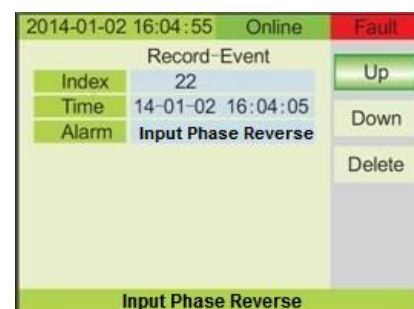 2014-01-02 16:04:55 Online Fault
Record-Event
Up
Index 22
Time 14-01-02 16:04:05
Down
Alarm Input Phase Reverse
Delete
Input Phase Reverse